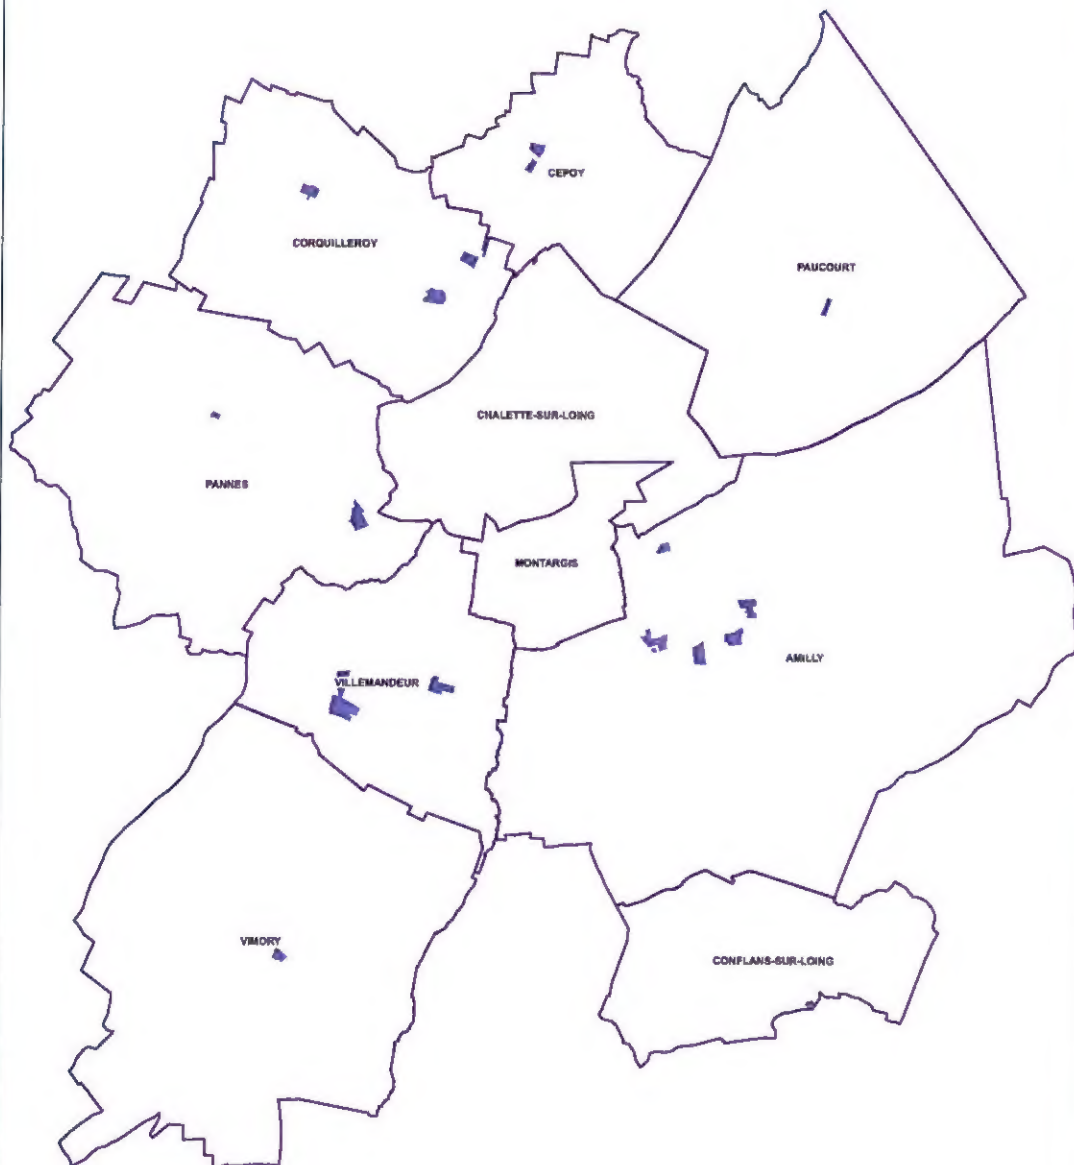 CEPOY
CORQUILLEROY
PAUCOURT
CHALETTE-SUR-LOING
PANNES
MONTARGIS
AMILLY
VILLEMANDEUR
VIMORY
CONFLANS-SUR-LOING